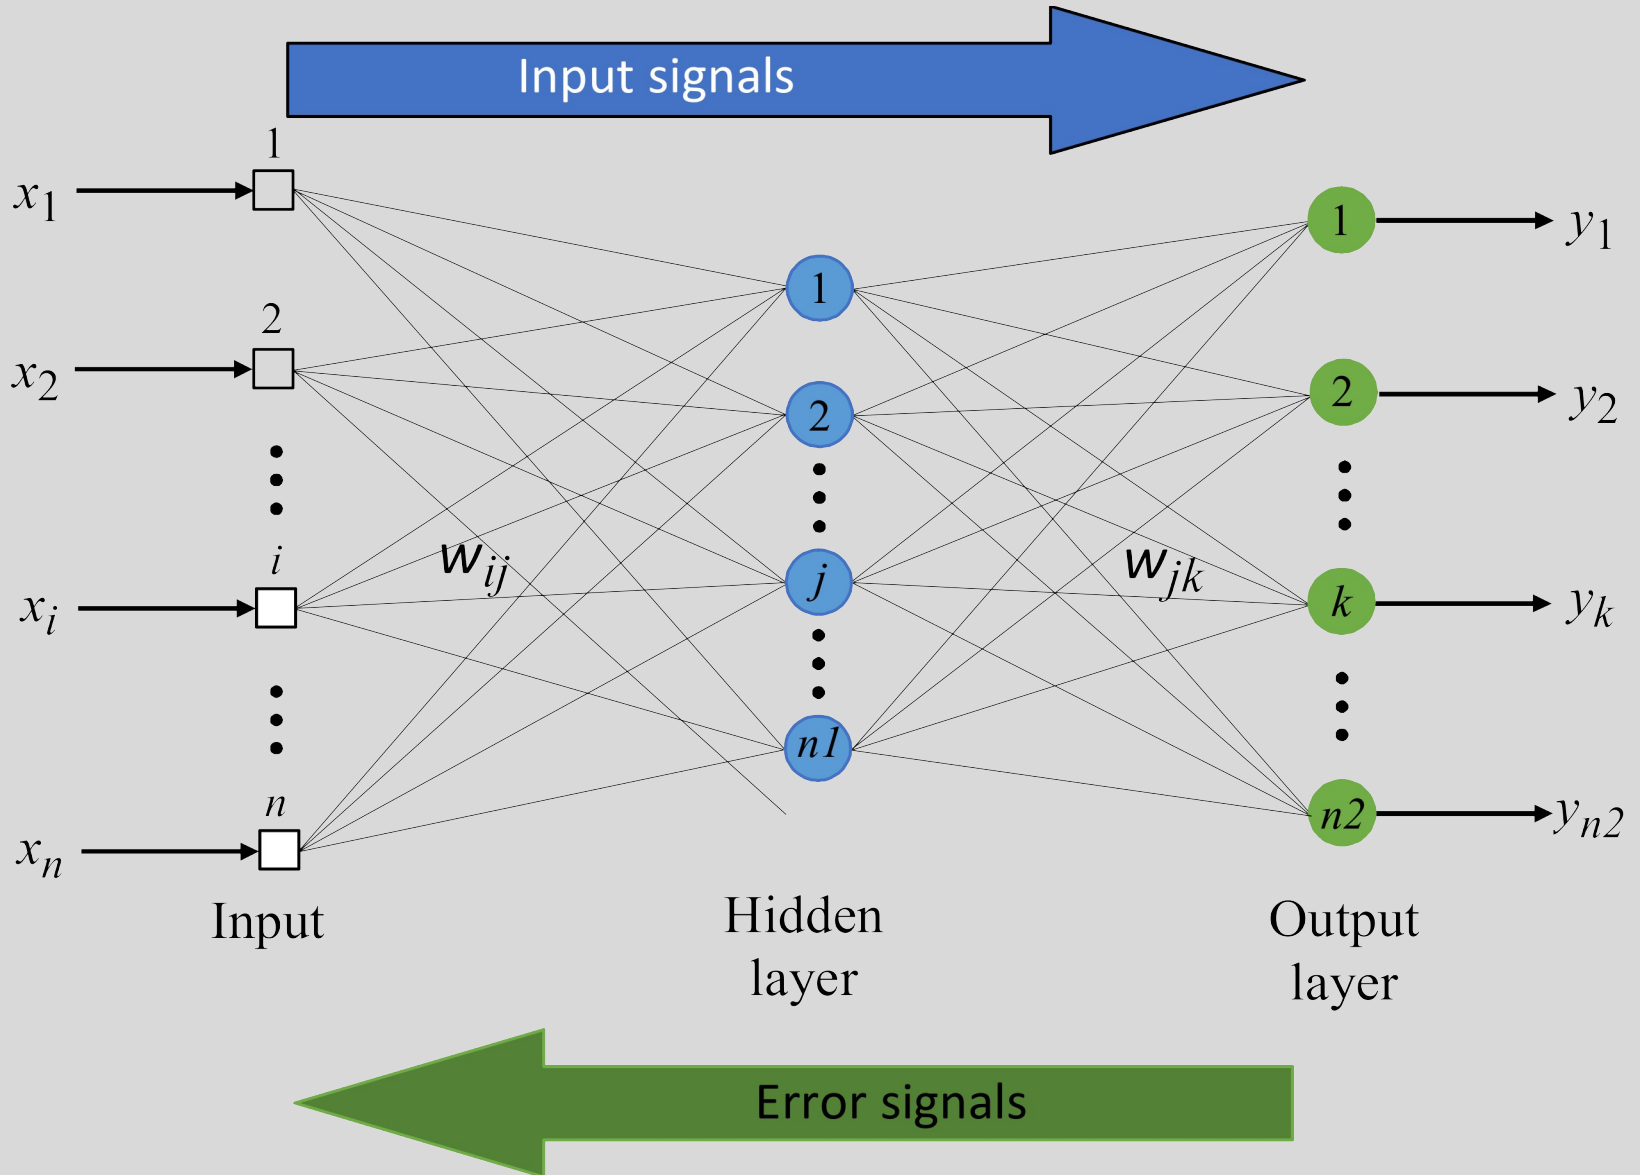 Input signals
1
x1
1
y1
1
2
x2
2
2
y2
i
wij
wjk
xi
j
k
yk
n
n1
n2
yn2
xn
Input
Hidden
layer
Output
layer
Error signals